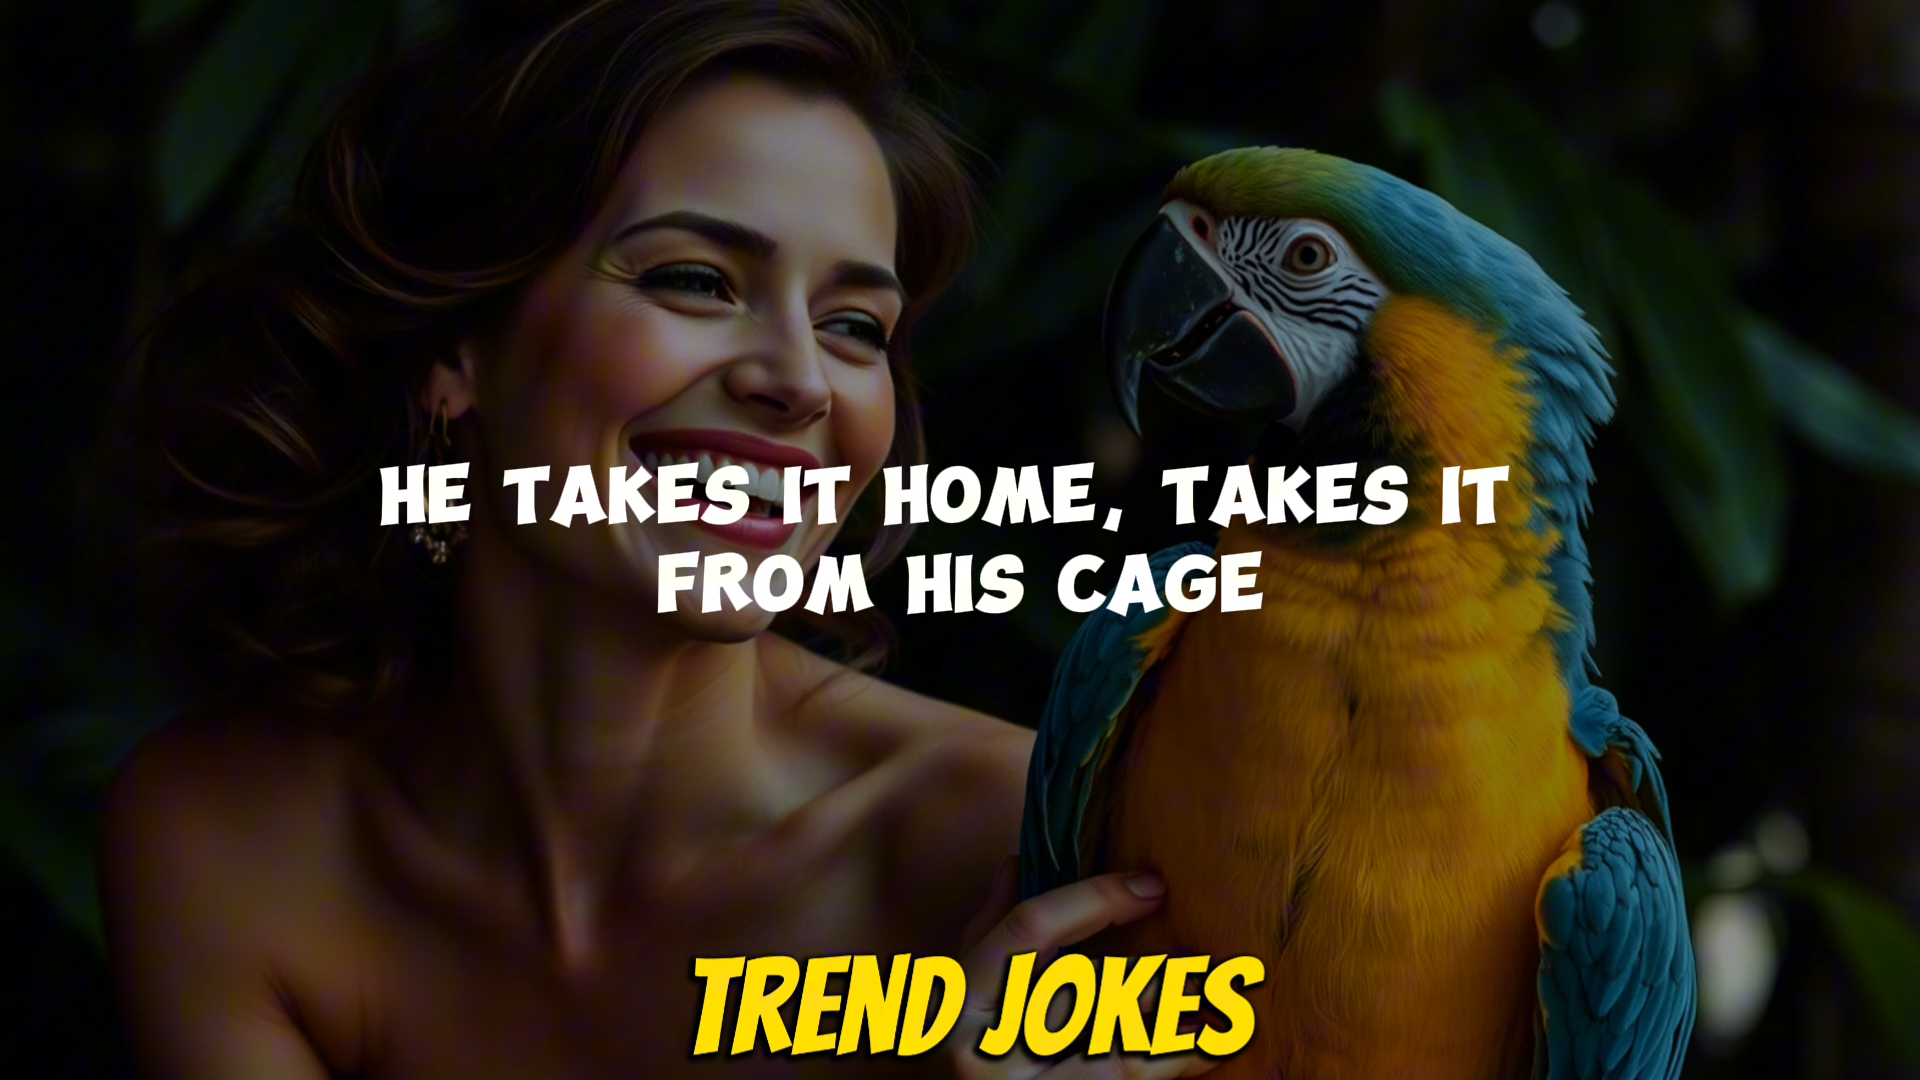 HE TAKES IT HOME, TAKES IT
FROM HIS CAGE
TREND JOKES